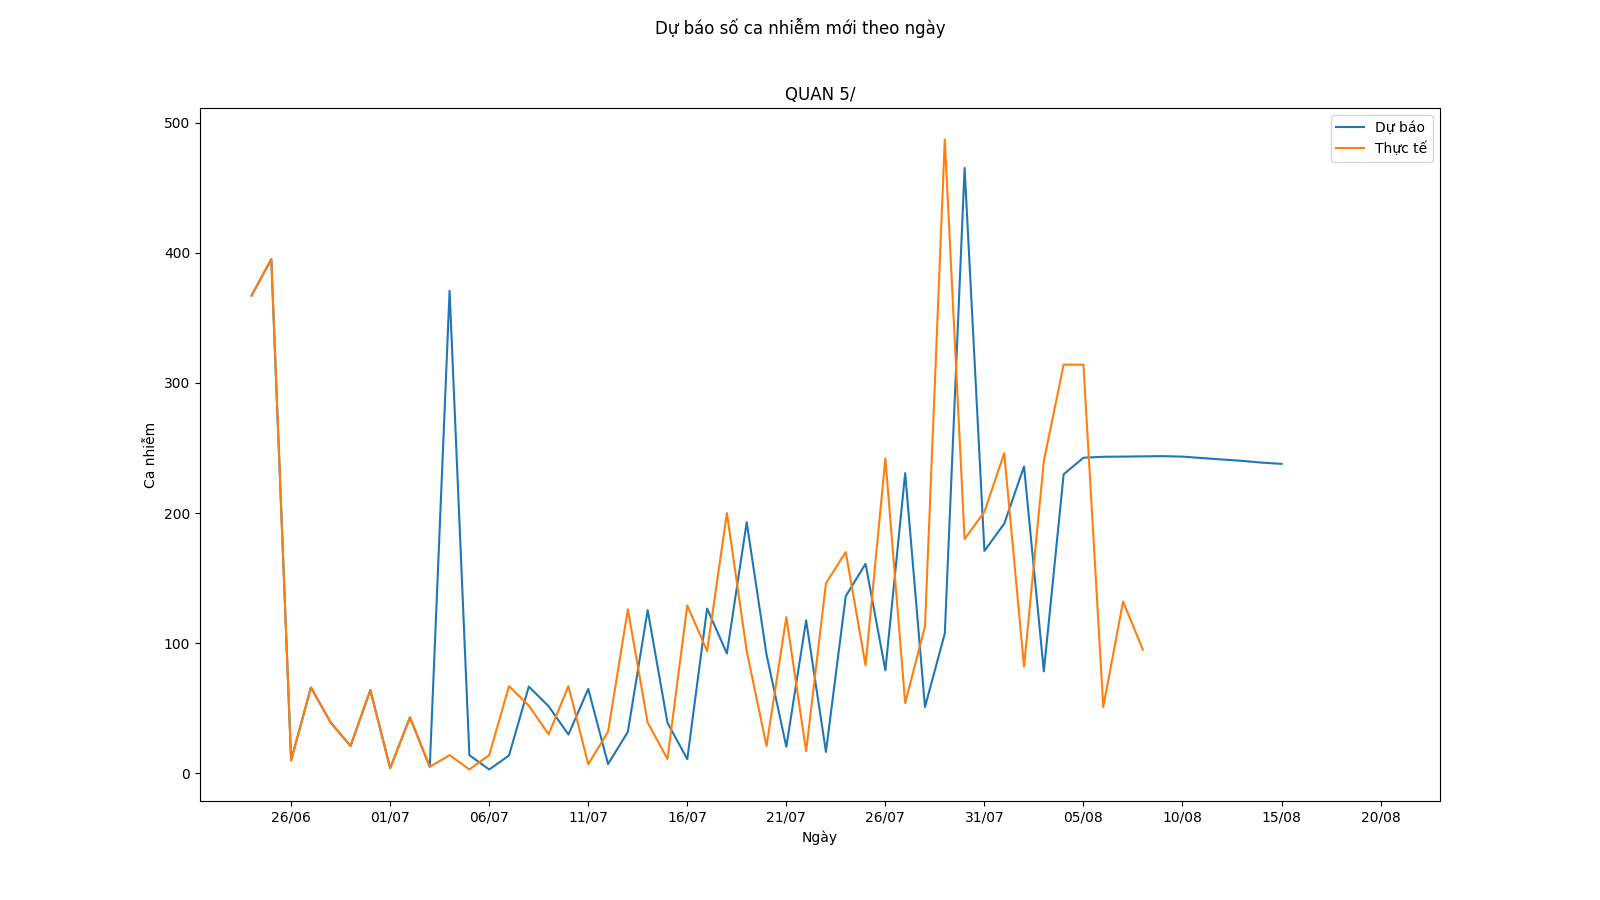 Dự báo số ca nhiễm mới theo ngày
QUAN 5/
Dự báo
Thực tế
500
400
300
200
100
0
Ca nhiễm
26/06 01/07 06/07 11/07 16/07 21/07 26/07 31/07 05/08 10/08 15/08 20/08
Ngày